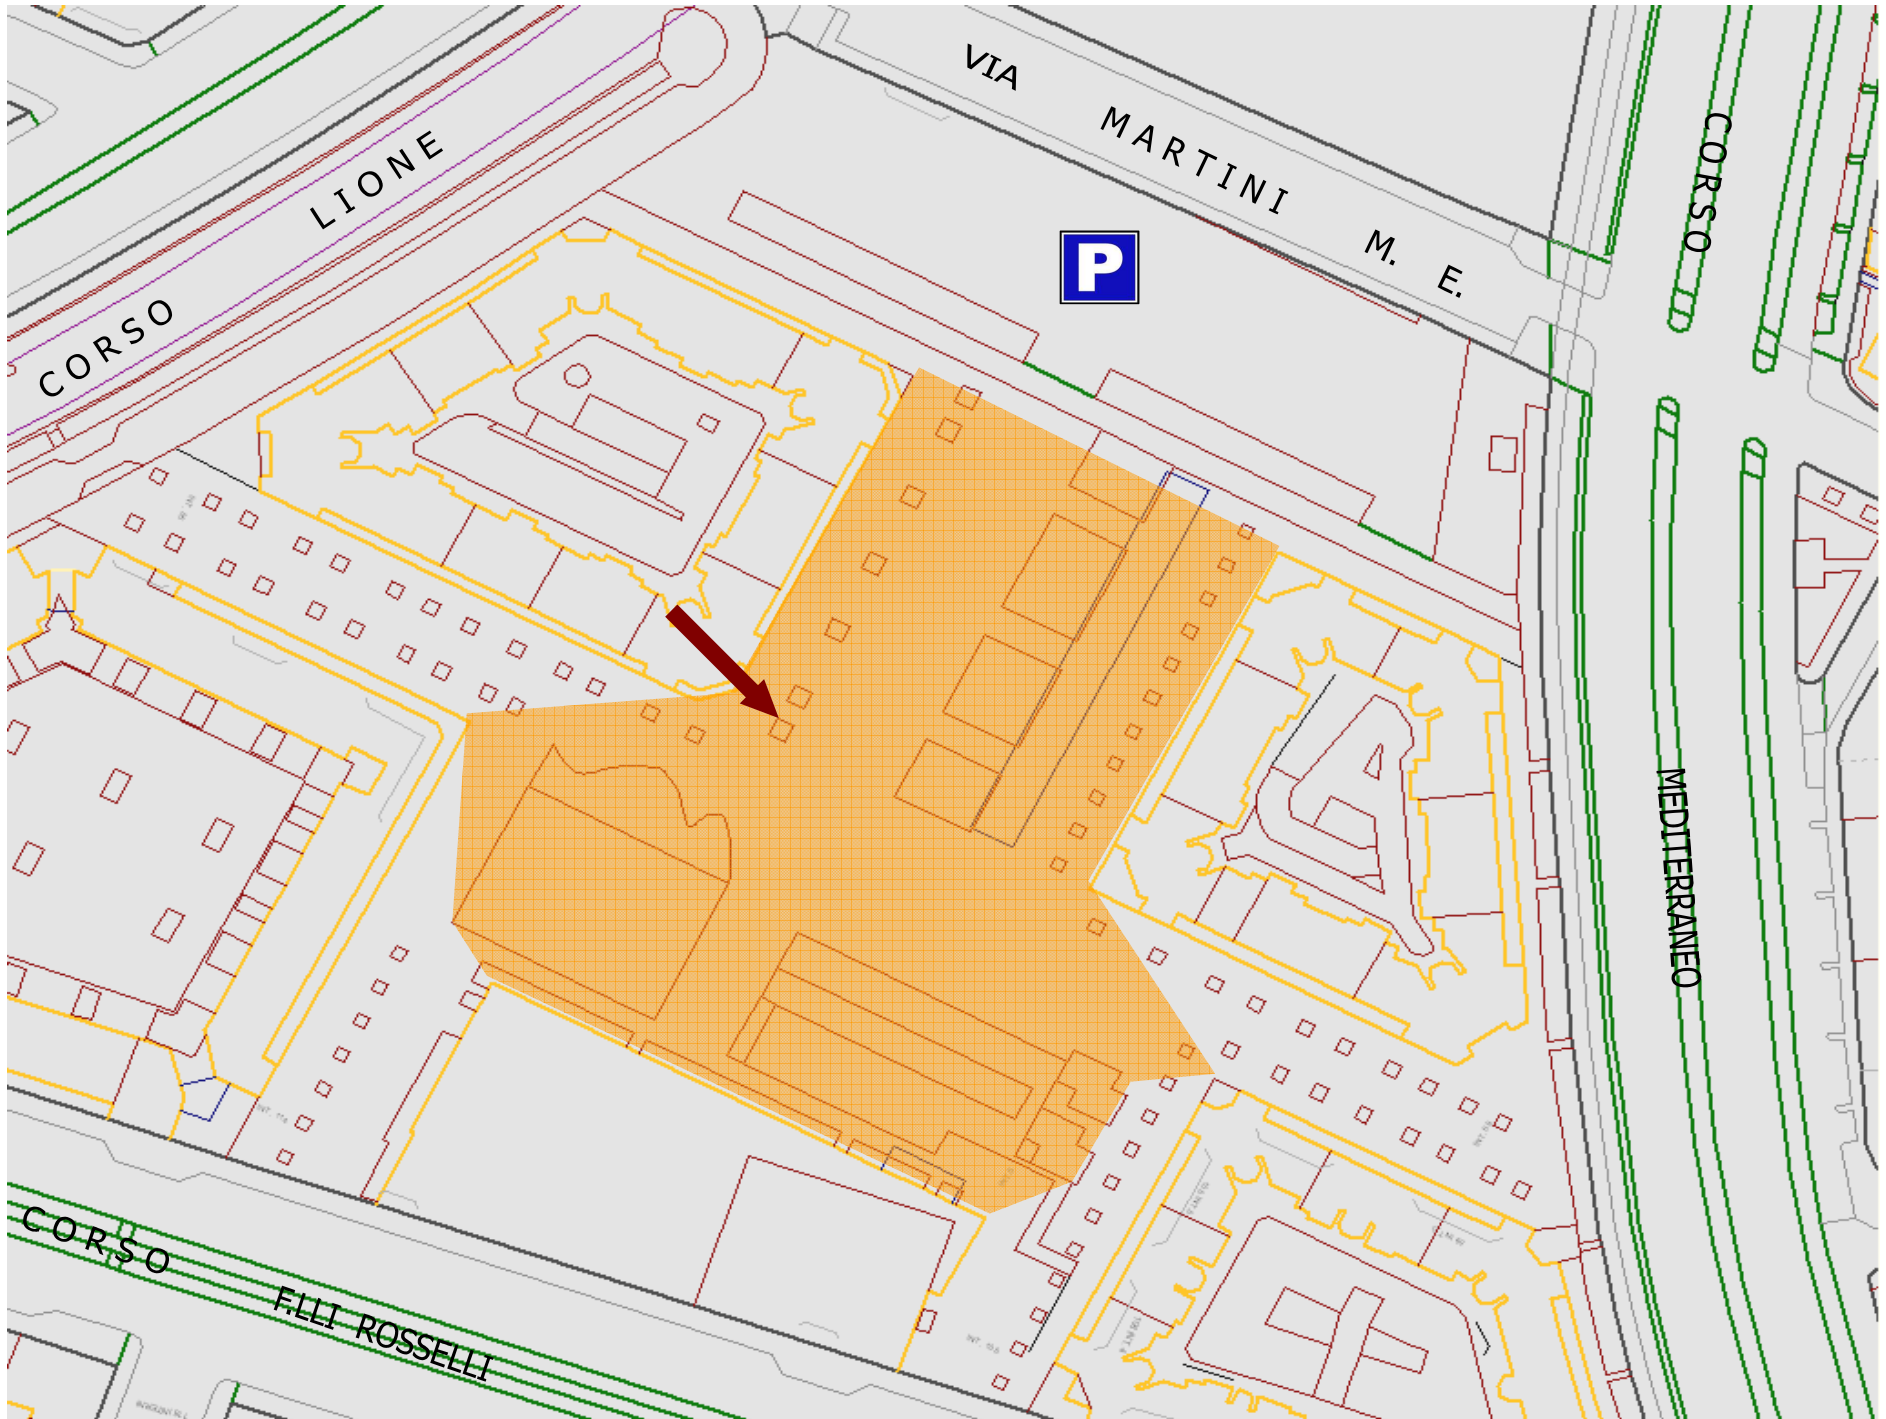 VIA MARTINI M. E.
CORSO LIONE
P
CORSO MEDITERRANEO
CORSO F.LLI ROSSELLI